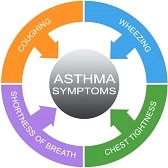 COUGHING
WHEEZING
ASTHMA
SYMPTOMS
SHORTNESS OF BREATH
CHEST TIGHTNESS